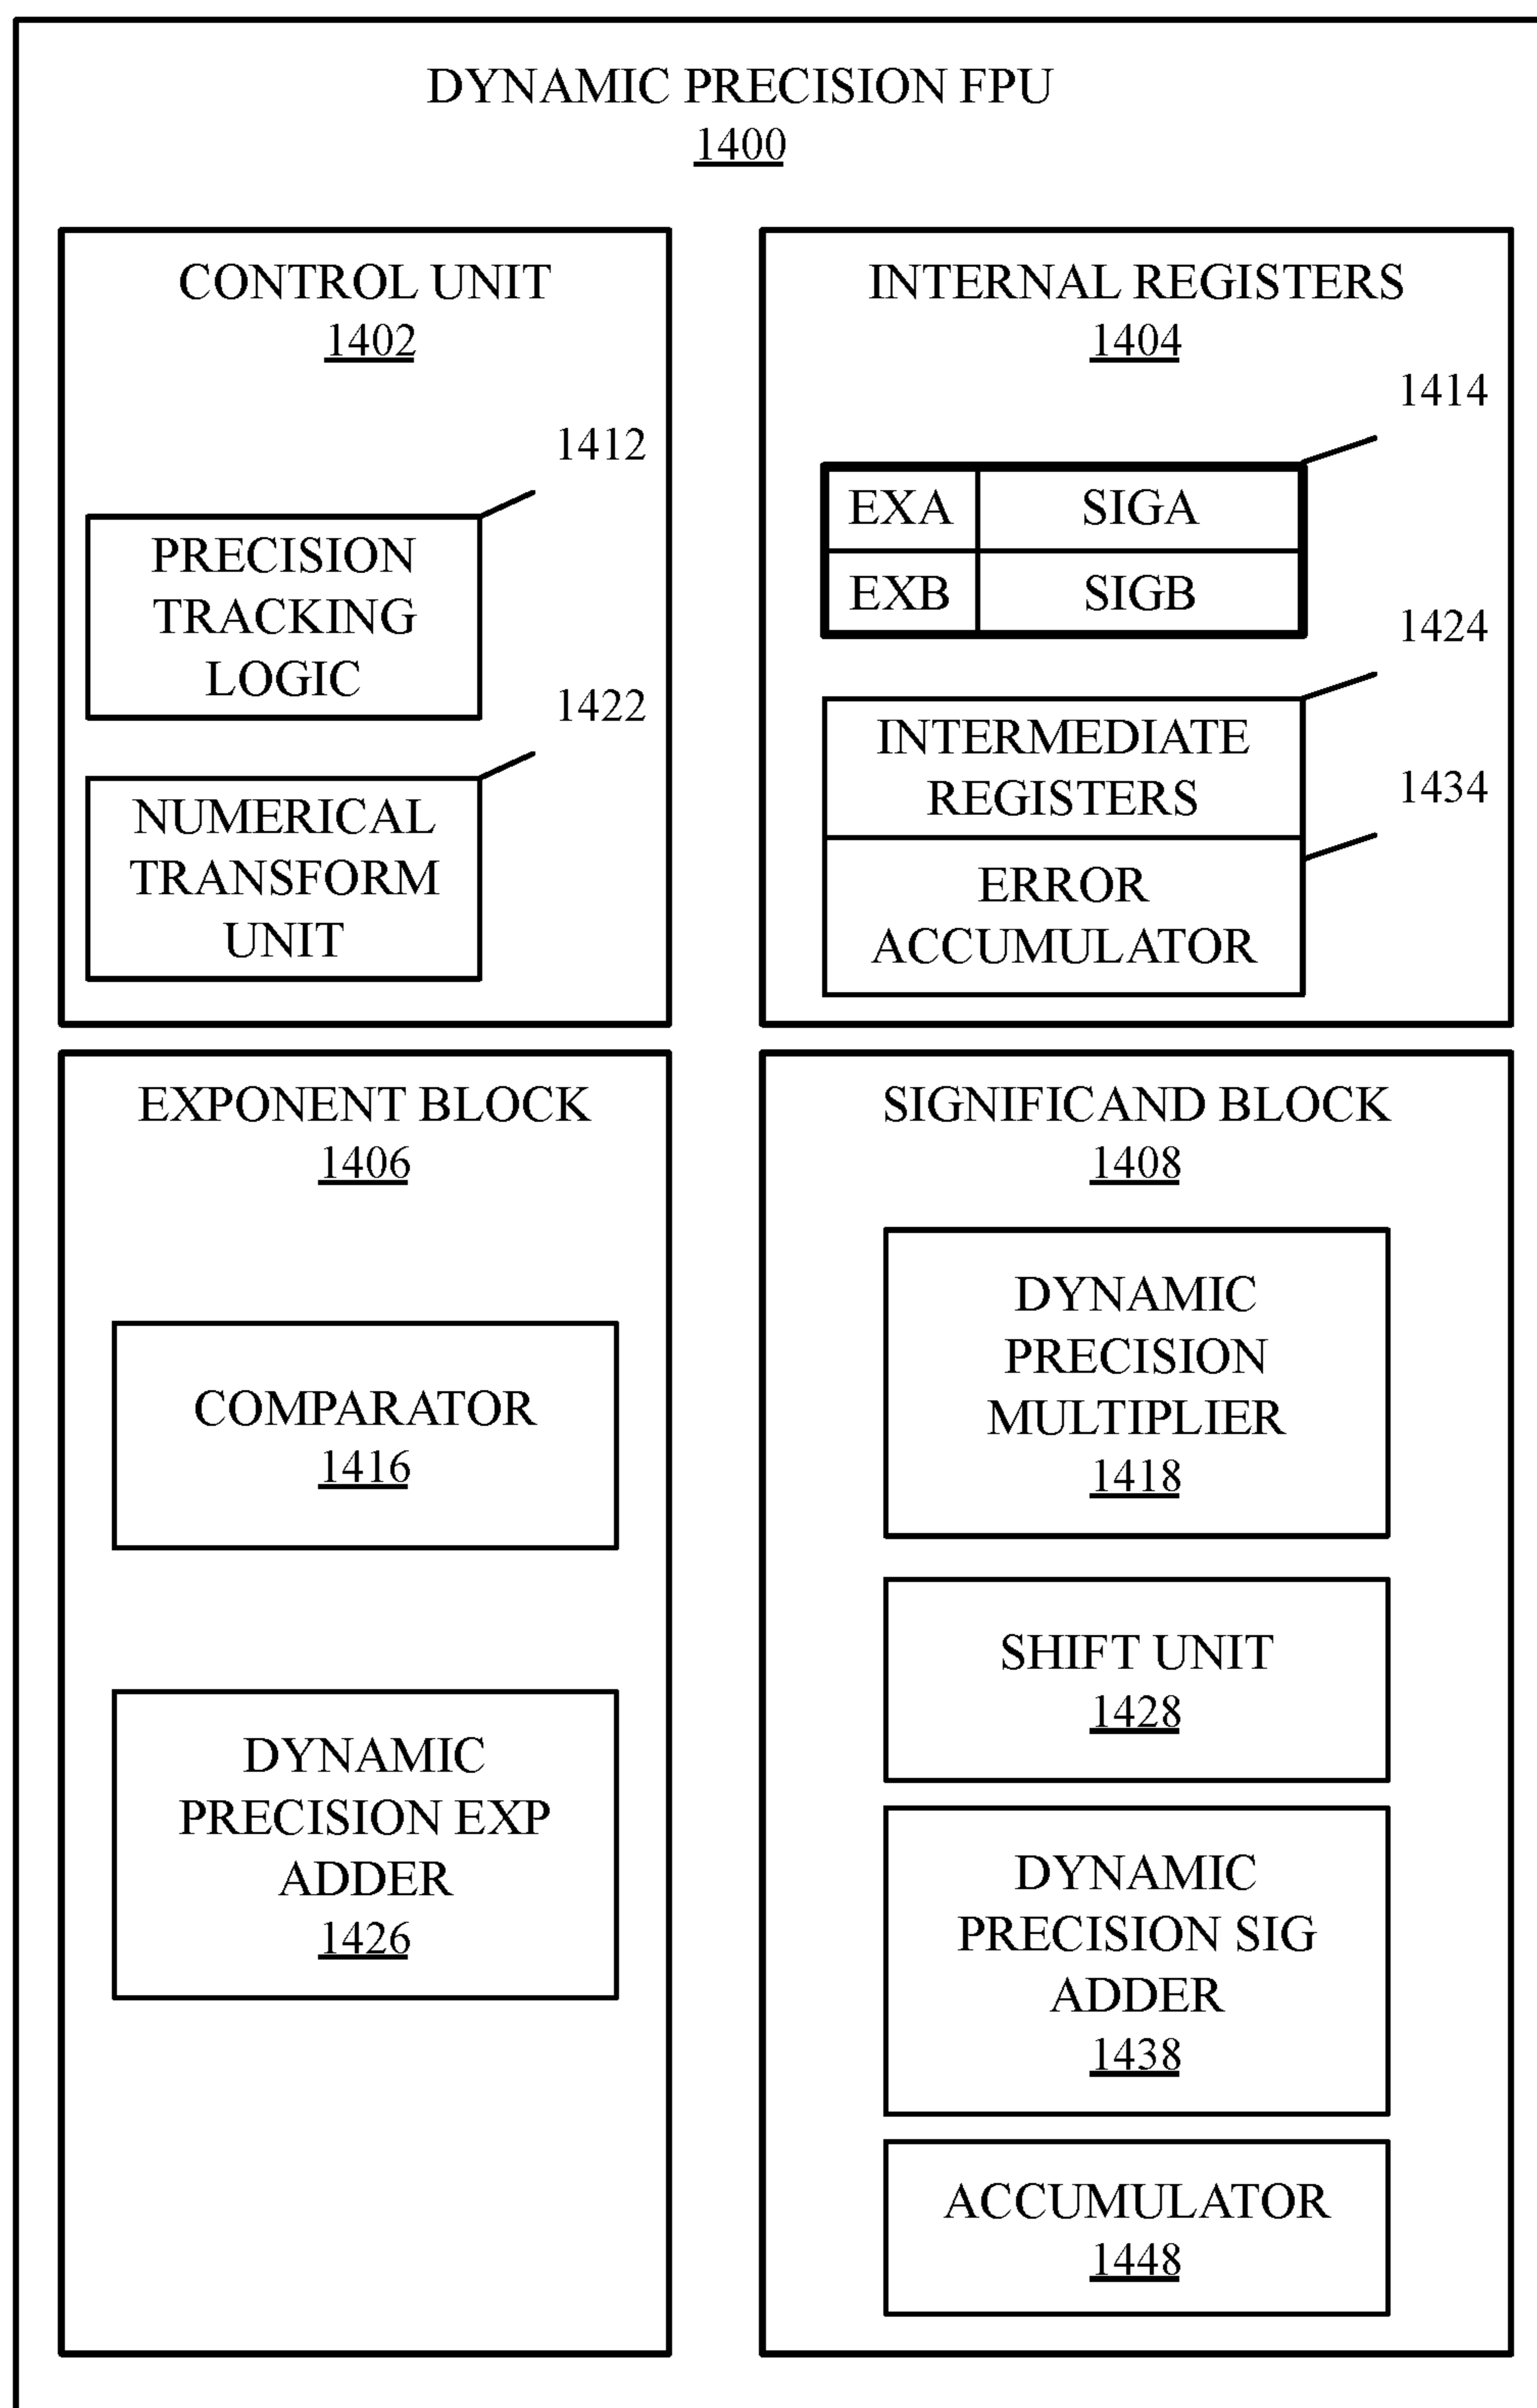 DYNAMIC PRECISION FPU
1400
CONTROL UNIT
1402
1412
PRECISION
TRACKING
LOGIC
1422
NUMERICAL
TRANSFORM
UNIT
INTERNAL REGISTERS
1404
1414
EXA SIGA
EXB SIGB
1424
INTERMEDIATE
REGISTERS
1434
ERROR
ACCUMULATOR
EXPONENT BLOCK
1406
COMPARATOR
1416
DYNAMIC
PRECISION EXP
ADDER
1426
SIGNIFICAND BLOCK
1408
DYNAMIC
PRECISION
MULTIPLIER
1418
SHIFT UNIT
1428
DYNAMIC
PRECISION SIG
ADDER
1438
ACCUMULATOR
1448